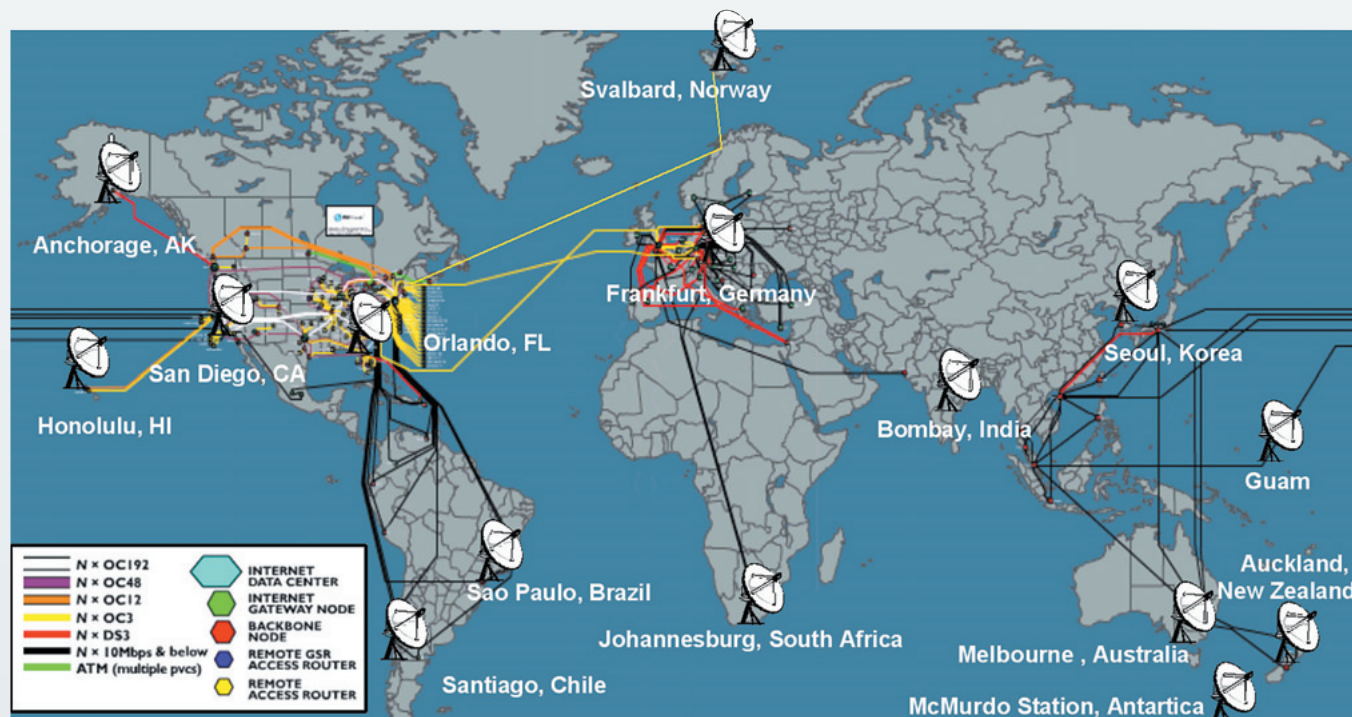 Svalbard, Norway
Anchorage, AK
Frankfurt, Germany
Orlando, FL
Seoul, Korea
San Diego, CA
Honolulu, HI
Bombay, India
Guam
N × OC192
N × OC48
N × OC12
N × OC3
N × DS3
N × 10Mbps & below
ATM (multiple pvcs)
INTERNET
DATA CENTER
INTERNET
GATEWAY NODE
BACKBONE
NODE
REMOTE GSR
ACCESS ROUTER
REMOTE
ACCESS ROUTER
Sao Paulo, Brazil
Auckland,
New Zealand
Johannesburg, South Africa
Melbourne , Australia
Santiago, Chile
McMurdo Station, Antartica